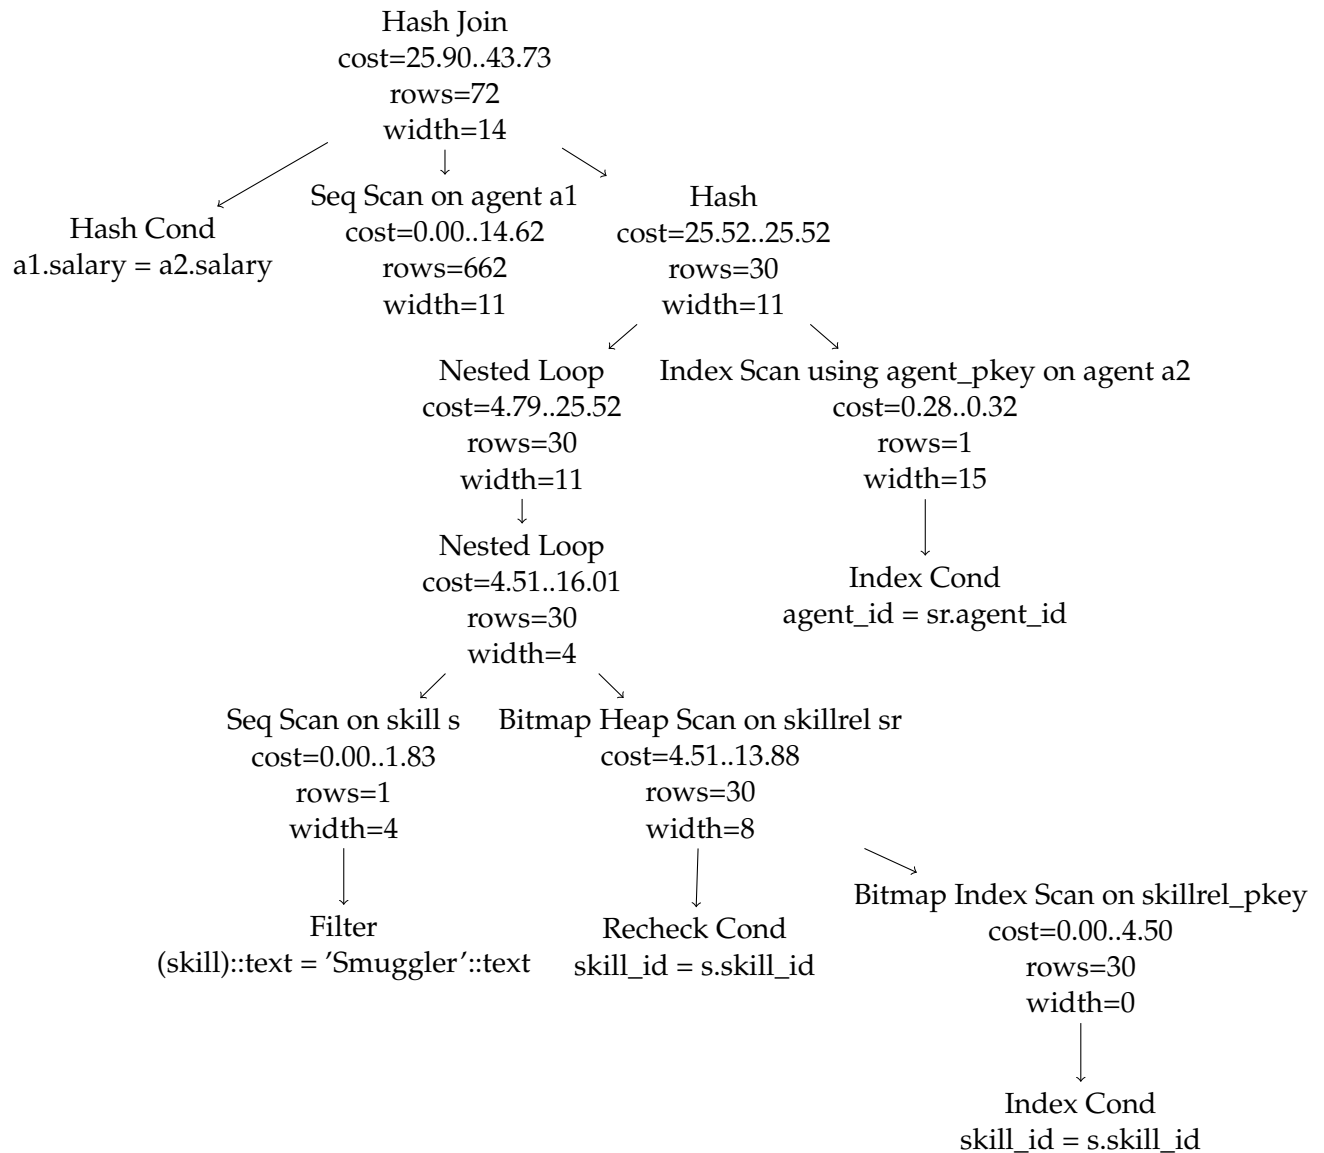 Hash Join
cost=25.90..43.73
rows=72
width=14
Hash Cond
a1.salary = a2.salary
Seq Scan on agent a1
cost=0.00..14.62
rows=662
width=11
Hash
cost=25.52..25.52
rows=30
width=11
Nested Loop
cost=4.79..25.52
rows=30
width=11
Index Scan using agent_pkey on agent a2
cost=0.28..0.32
rows=1
width=15
Nested Loop
cost=4.51..16.01
rows=30
width=4
Index Cond
agent_id = sr.agent_id
Seq Scan on skill s
cost=0.00..1.83
rows=1
width=4
Bitmap Heap Scan on skillrel sr
cost=4.51..13.88
rows=30
width=8
Filter
(skill)::text = ’Smuggler’::text
Recheck Cond
skill_id = s.skill_id
Bitmap Index Scan on skillrel_pkey
cost=0.00..4.50
rows=30
width=0
Index Cond
skill_id = s.skill_id